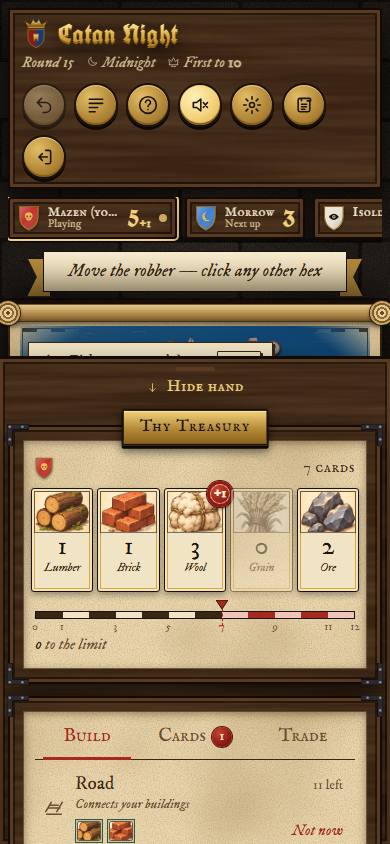 Catan Night
Round 15 Midnight First to 10
Mazen (yo... Playing 5+1
Morrow Next up 3
Isol
Move the robber — click any other hex
↓ Hide hand
Thy Treasury
7 cards
+1
1 1 3 0 2
Lumber Brick Wool Grain Ore
0 1 3 5 7 9 11 12
0 to the limit
Build Cards 1 Trade
Road 11 left
Connects your buildings
Not now